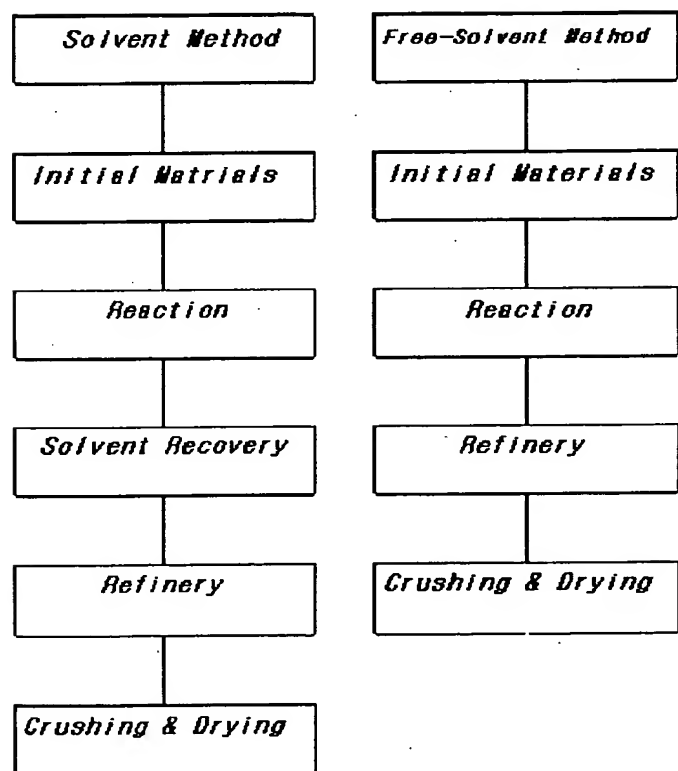 Solvent Method
Initial Matrials
Reaction
Solvent Recovery
Refinery
Crushing & Drying
Free-Solvent Method
Initial Materials
Reaction
Refinery
Crushing & Drying